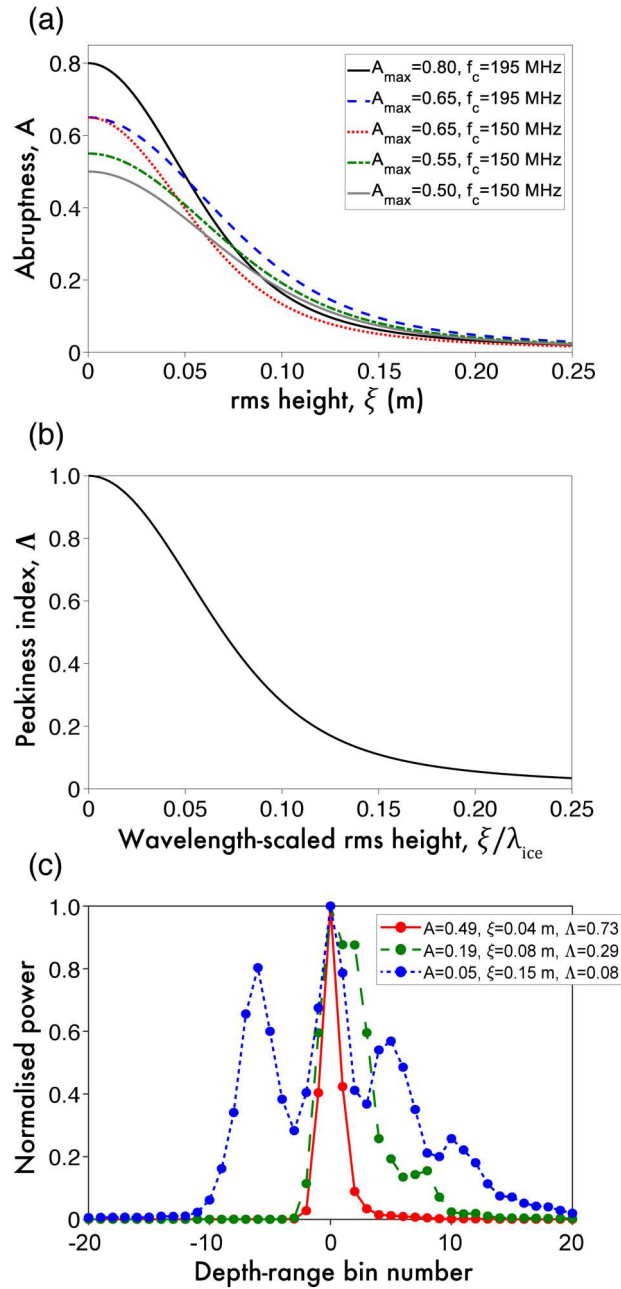 (a)
0.8
0.6
0.4
0.2
0
Abruptness, A
A_max=0.80, f_c=195 MHz
A_max=0.65, f_c=195 MHz
A_max=0.65, f_c=150 MHz
A_max=0.55, f_c=150 MHz
A_max=0.50, f_c=150 MHz
0 0.05 0.10 0.15 0.20 0.25
rms height, ξ (m)
(b)
1.0
0.8
0.6
0.4
0.2
0
Peakiness index, Λ
0 0.05 0.10 0.15 0.20 0.25
Wavelength-scaled rms height, ξ/λ_ice
(c)
1.0
0.8
0.6
0.4
0.2
0
Normalised power
A=0.49, ξ=0.04 m, Λ=0.73
A=0.19, ξ=0.08 m, Λ=0.29
A=0.05, ξ=0.15 m, Λ=0.08
-20 -10 0 10 20
Depth-range bin number